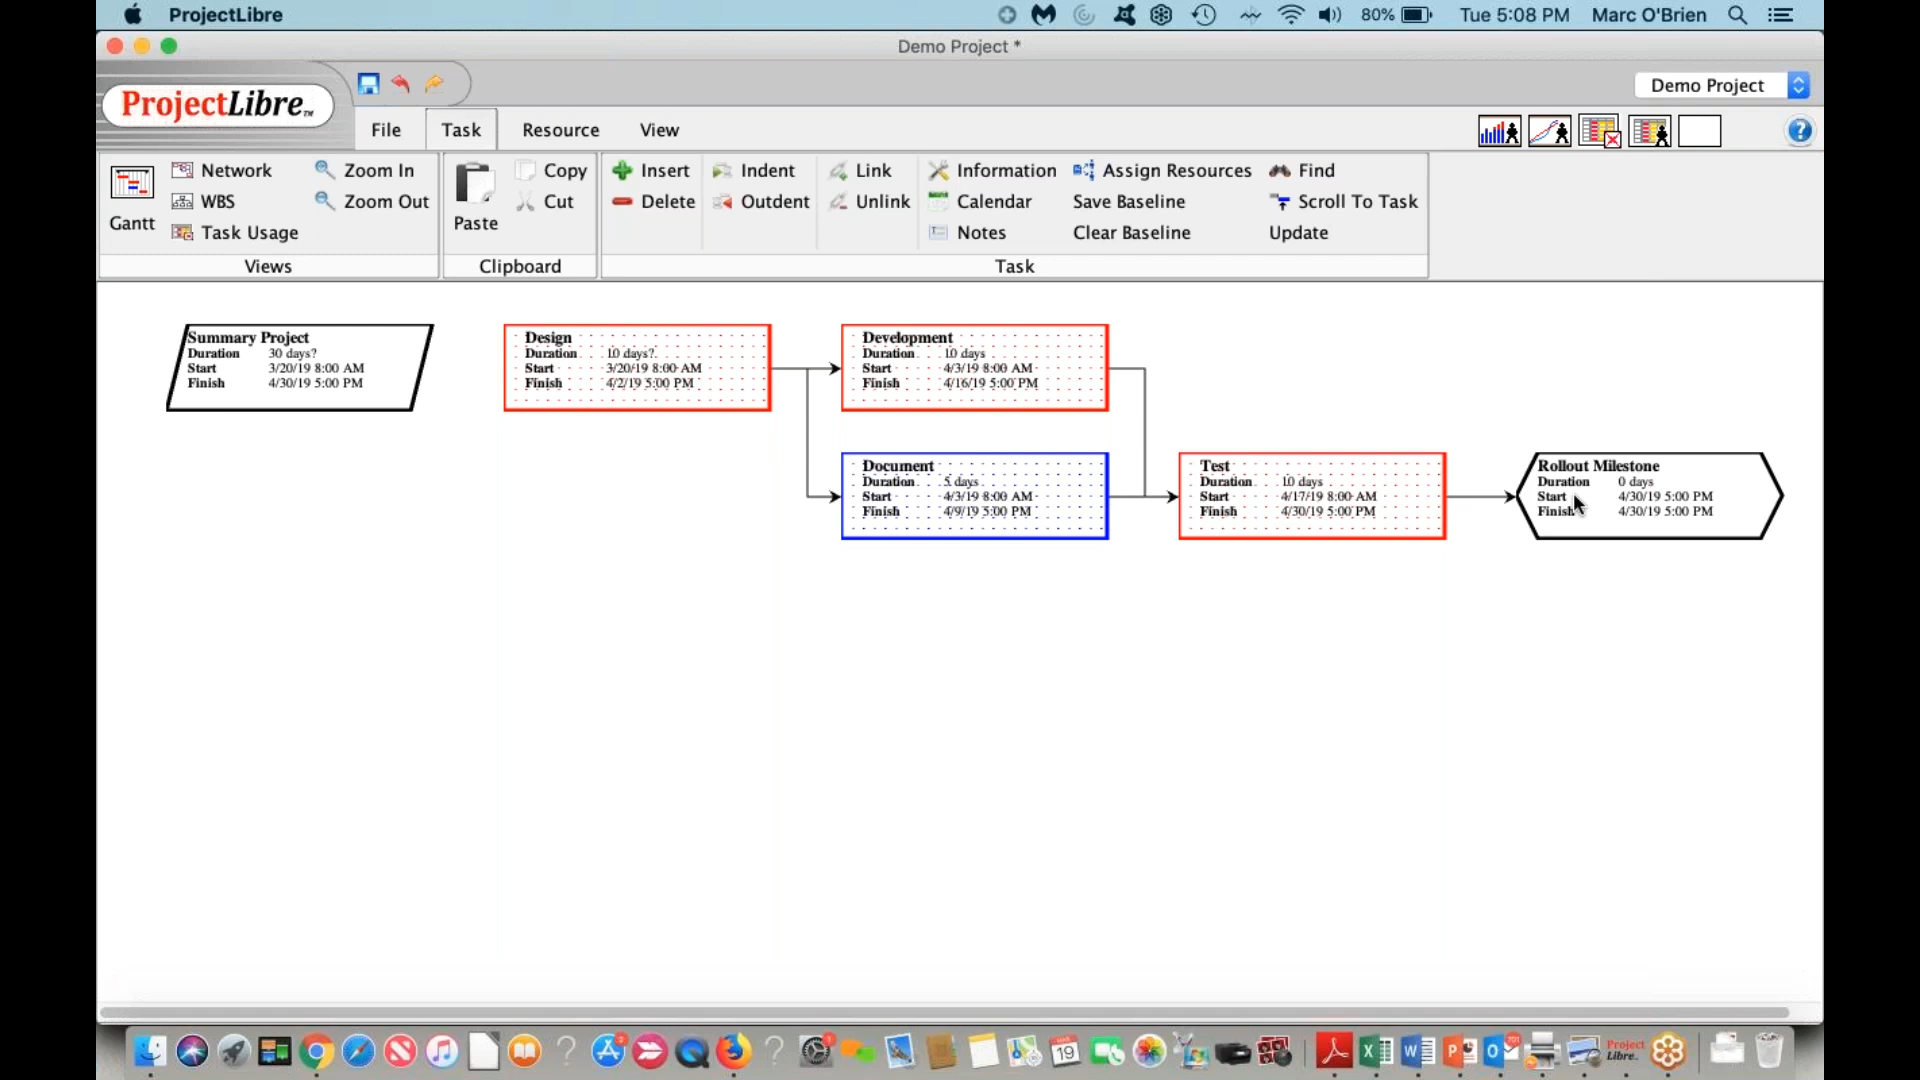 ProjectLibre 80% Tue 5:08 PM Marc O'Brien
Demo Project *
ProjectLibre™
Demo Project
File Task Resource View
Gantt
Network
WBS
Task Usage
Zoom In
Zoom Out
Views
Paste
Copy
Cut
Clipboard
Insert
Delete
Indent
Outdent
Link
Unlink
Information
Calendar
Notes
Assign Resources
Save Baseline
Clear Baseline
Find
Scroll To Task
Update
Task
Summary Project
Duration 30 days?
Start 3/20/19 8:00 AM
Finish 4/30/19 5:00 PM
Design
Duration 10 days?
Start 3/20/19 8:00 AM
Finish 4/2/19 5:00 PM
Development
Duration 10 days
Start 4/3/19 8:00 AM
Finish 4/16/19 5:00 PM
Document
Duration 5 days
Start 4/3/19 8:00 AM
Finish 4/9/19 5:00 PM
Test
Duration 10 days
Start 4/17/19 8:00 AM
Finish 4/30/19 5:00 PM
Rollout Milestone
Duration 0 days
Start 4/30/19 5:00 PM
Finish 4/30/19 5:00 PM
19
Project
Libre